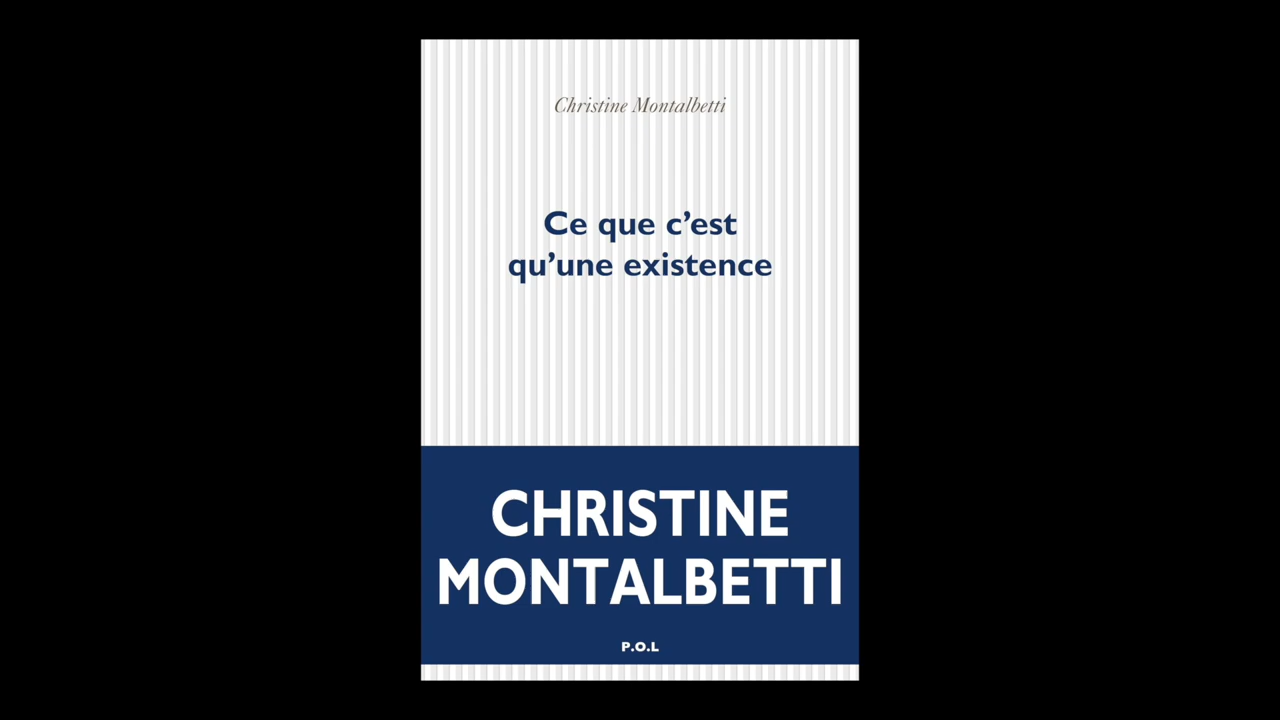 Christine Montalbetti
Ce que c’est
qu’une existence
CHRISTINE
MONTALBETTI
P.O.L